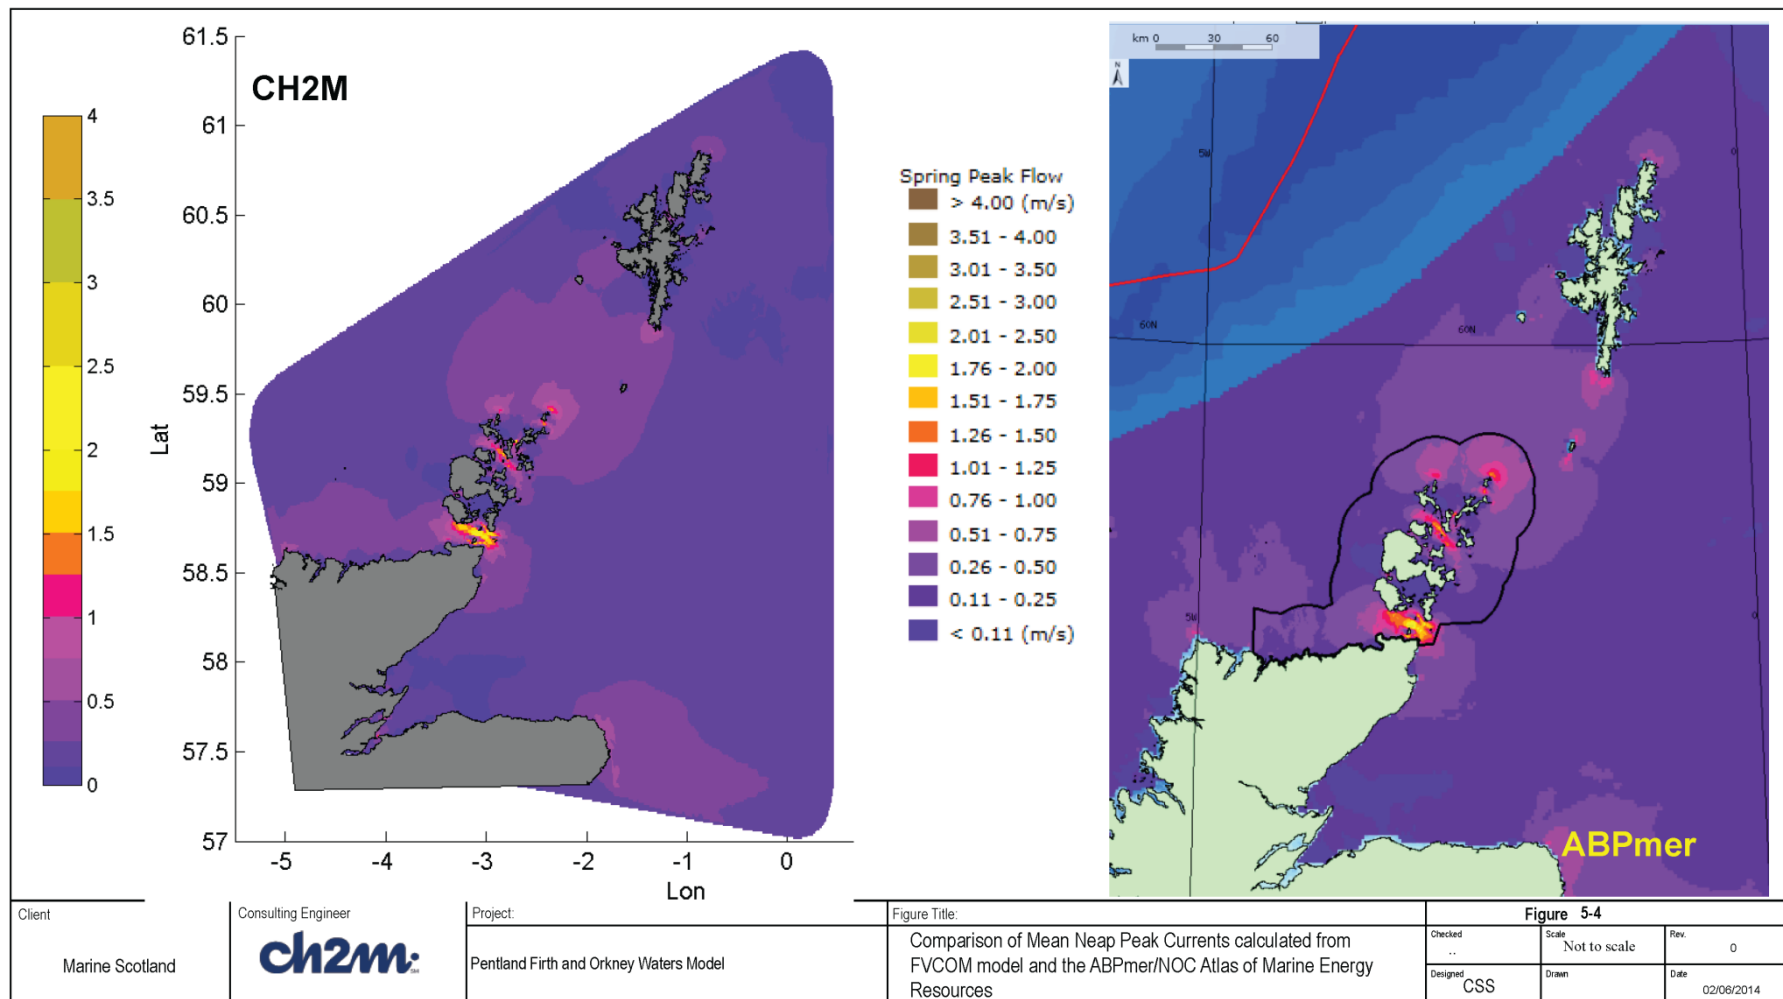 61.5
61
60.5
60
59.5
59
58.5
58
57.5
57
Lat
-5
-4
-3
-2
-1
0
Lon
CH2M
4
3.5
3
2.5
2
1.5
1
0.5
0
Spring Peak Flow
> 4.00 (m/s)
3.51 - 4.00
3.01 - 3.50
2.51 - 3.00
2.01 - 2.50
1.76 - 2.00
1.51 - 1.75
1.26 - 1.50
1.01 - 1.25
0.76 - 1.00
0.51 - 0.75
0.26 - 0.50
0.11 - 0.25
< 0.11 (m/s)
km 0 30 60
N
5W
0
60N
60N
5W
0
ABPmer
Client
Marine Scotland
Consulting Engineer
ch2m
Project:
Pentland Firth and Orkney Waters Model
Figure Title:
Comparison of Mean Neap Peak Currents calculated from
FVCOM model and the ABPmer/NOC Atlas of Marine Energy
Resources
Figure 5-4
Checked
..
Scale
Not to scale
Rev.
0
Designed
CSS
Drawn
Date
02/06/2014